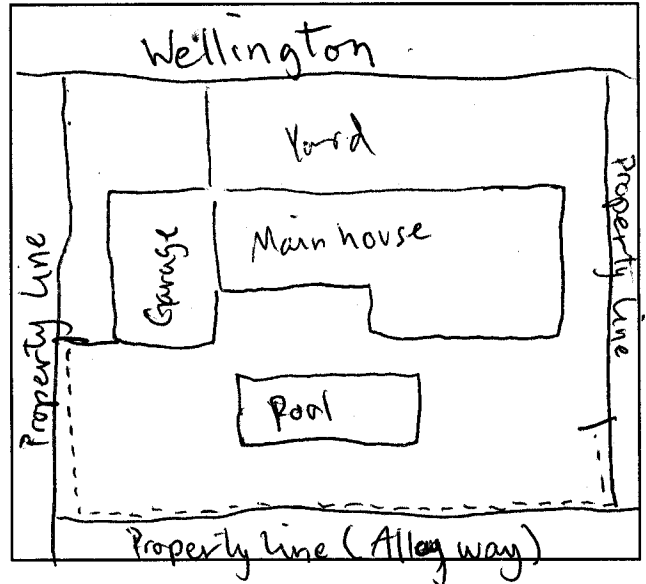 Wellington
Yard
Property Line
Garage
Main house
Property Line
Pool
Property line (Alley way)